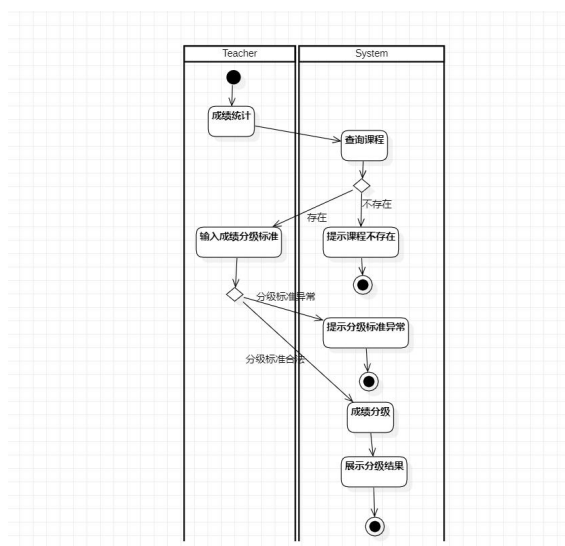 Teacher
System
成绩统计
查询课程
不存在
存在
输入成绩分级标准
提示课程不存在
分级标准异常
提示分级标准异常
分级标准合法
成绩分级
展示分级结果